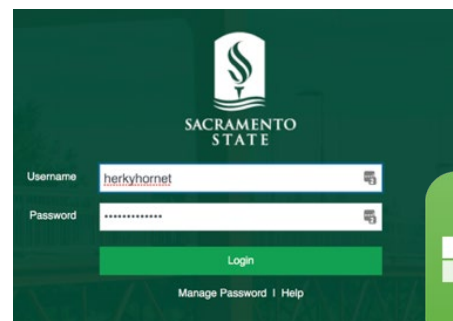 SACRAMENTO
STATE
Username herkyhornet
Password •••••••••••••
Login
Manage Password | Help